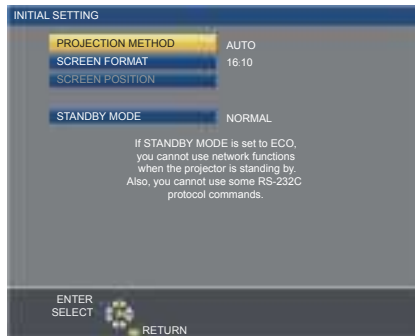 INITIAL SETTING
PROJECTION METHOD AUTO
SCREEN FORMAT 16:10
SCREEN POSITION
STANDBY MODE NORMAL
If STANDBY MODE is set to ECO,
you cannot use network functions
when the projector is standing by.
Also, you cannot use some RS-232C
protocol commands.
ENTER
SELECT
RETURN